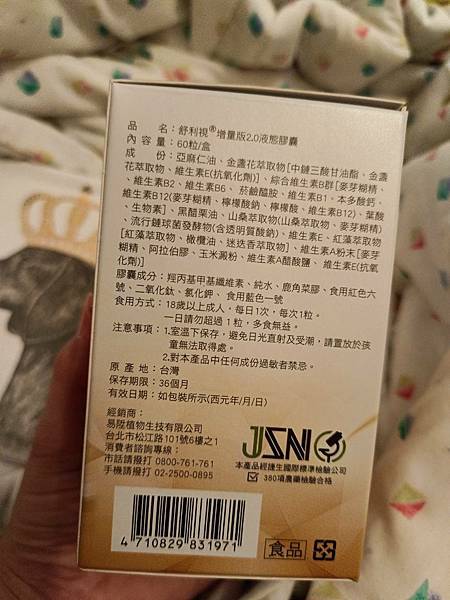 品　　名：舒利視®增量版2.0液態膠囊
內 容 量：60粒/盒
成　　份：亞麻仁油、金盞花萃取物[中鏈三酸甘油酯、金盞
花萃取物、維生素E(抗氧化劑)]、綜合維生素B群[麥芽糊精、
維生素B2、維生素B6、菸鹼醯胺、維生素B1、本多酸鈣、
維生素B12(麥芽糊精、檸檬酸鈉、檸檬酸、維生素B12)、葉酸
、生物素]、黑醋栗油、山桑萃取物(山桑萃取物、麥芽糊精)
、流行鏈球菌發酵物(含透明質酸鈉)、維生素E、紅藻萃取物
[紅藻萃取物、橄欖油、迷迭香萃取物]、維生素A粉末[麥芽
糊精、阿拉伯膠、玉米澱粉、維生素A醋酸鹽、維生素E(抗氧
化劑)]
膠囊成分：羥丙基甲基纖維素、純水、鹿角菜膠、食用紅色六
號、二氧化鈦、氯化鉀、食用藍色一號
食用方式：18歲以上成人，每日1次，每次1粒。
一日請勿超過 1 粒，多食無益。
注意事項：1.室溫下保存，避免日光直射及受潮，請置放於孩
童無法取得處。
2.對本產品中任何成份過敏者禁忌。
原 產 地：台灣
保存期限：36個月
有效日期：如包裝所示(西元年/月/日)
經銷商：
易陞植物生技有限公司
台北市松江路101號6樓之1
消費者諮詢專線：
市話請撥打 0800-761-761
手機請撥打 02-2500-0895
JSN
本產品經護生國際標準檢驗公司
380項農藥檢驗合格
4 710829 831971
食品